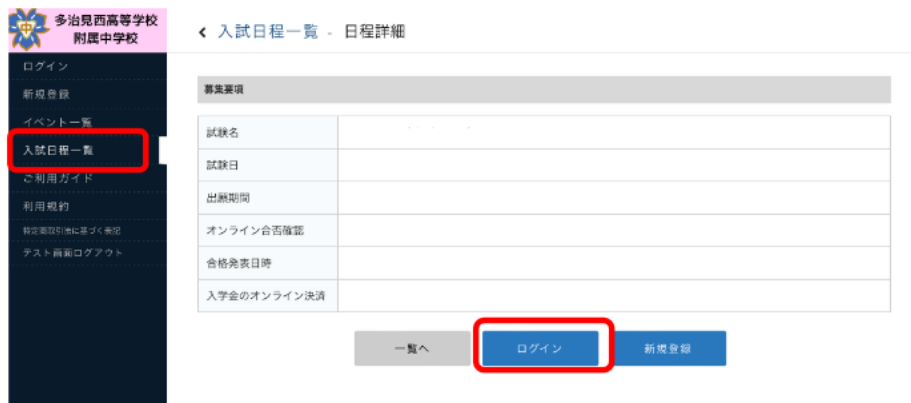 多治見西高等学校
附属中学校
ログイン
新規登録
イベント一覧
入試日程一覧
ご利用ガイド
利用規約
特定商取引法に基づく表記
テスト画面ログアウト
入試日程一覧 - 日程詳細
募集要項
試験名
試験日
出願期間
オンライン合否確認
合格発表日時
入学金のオンライン決済
一覧へ
ログイン
新規登録